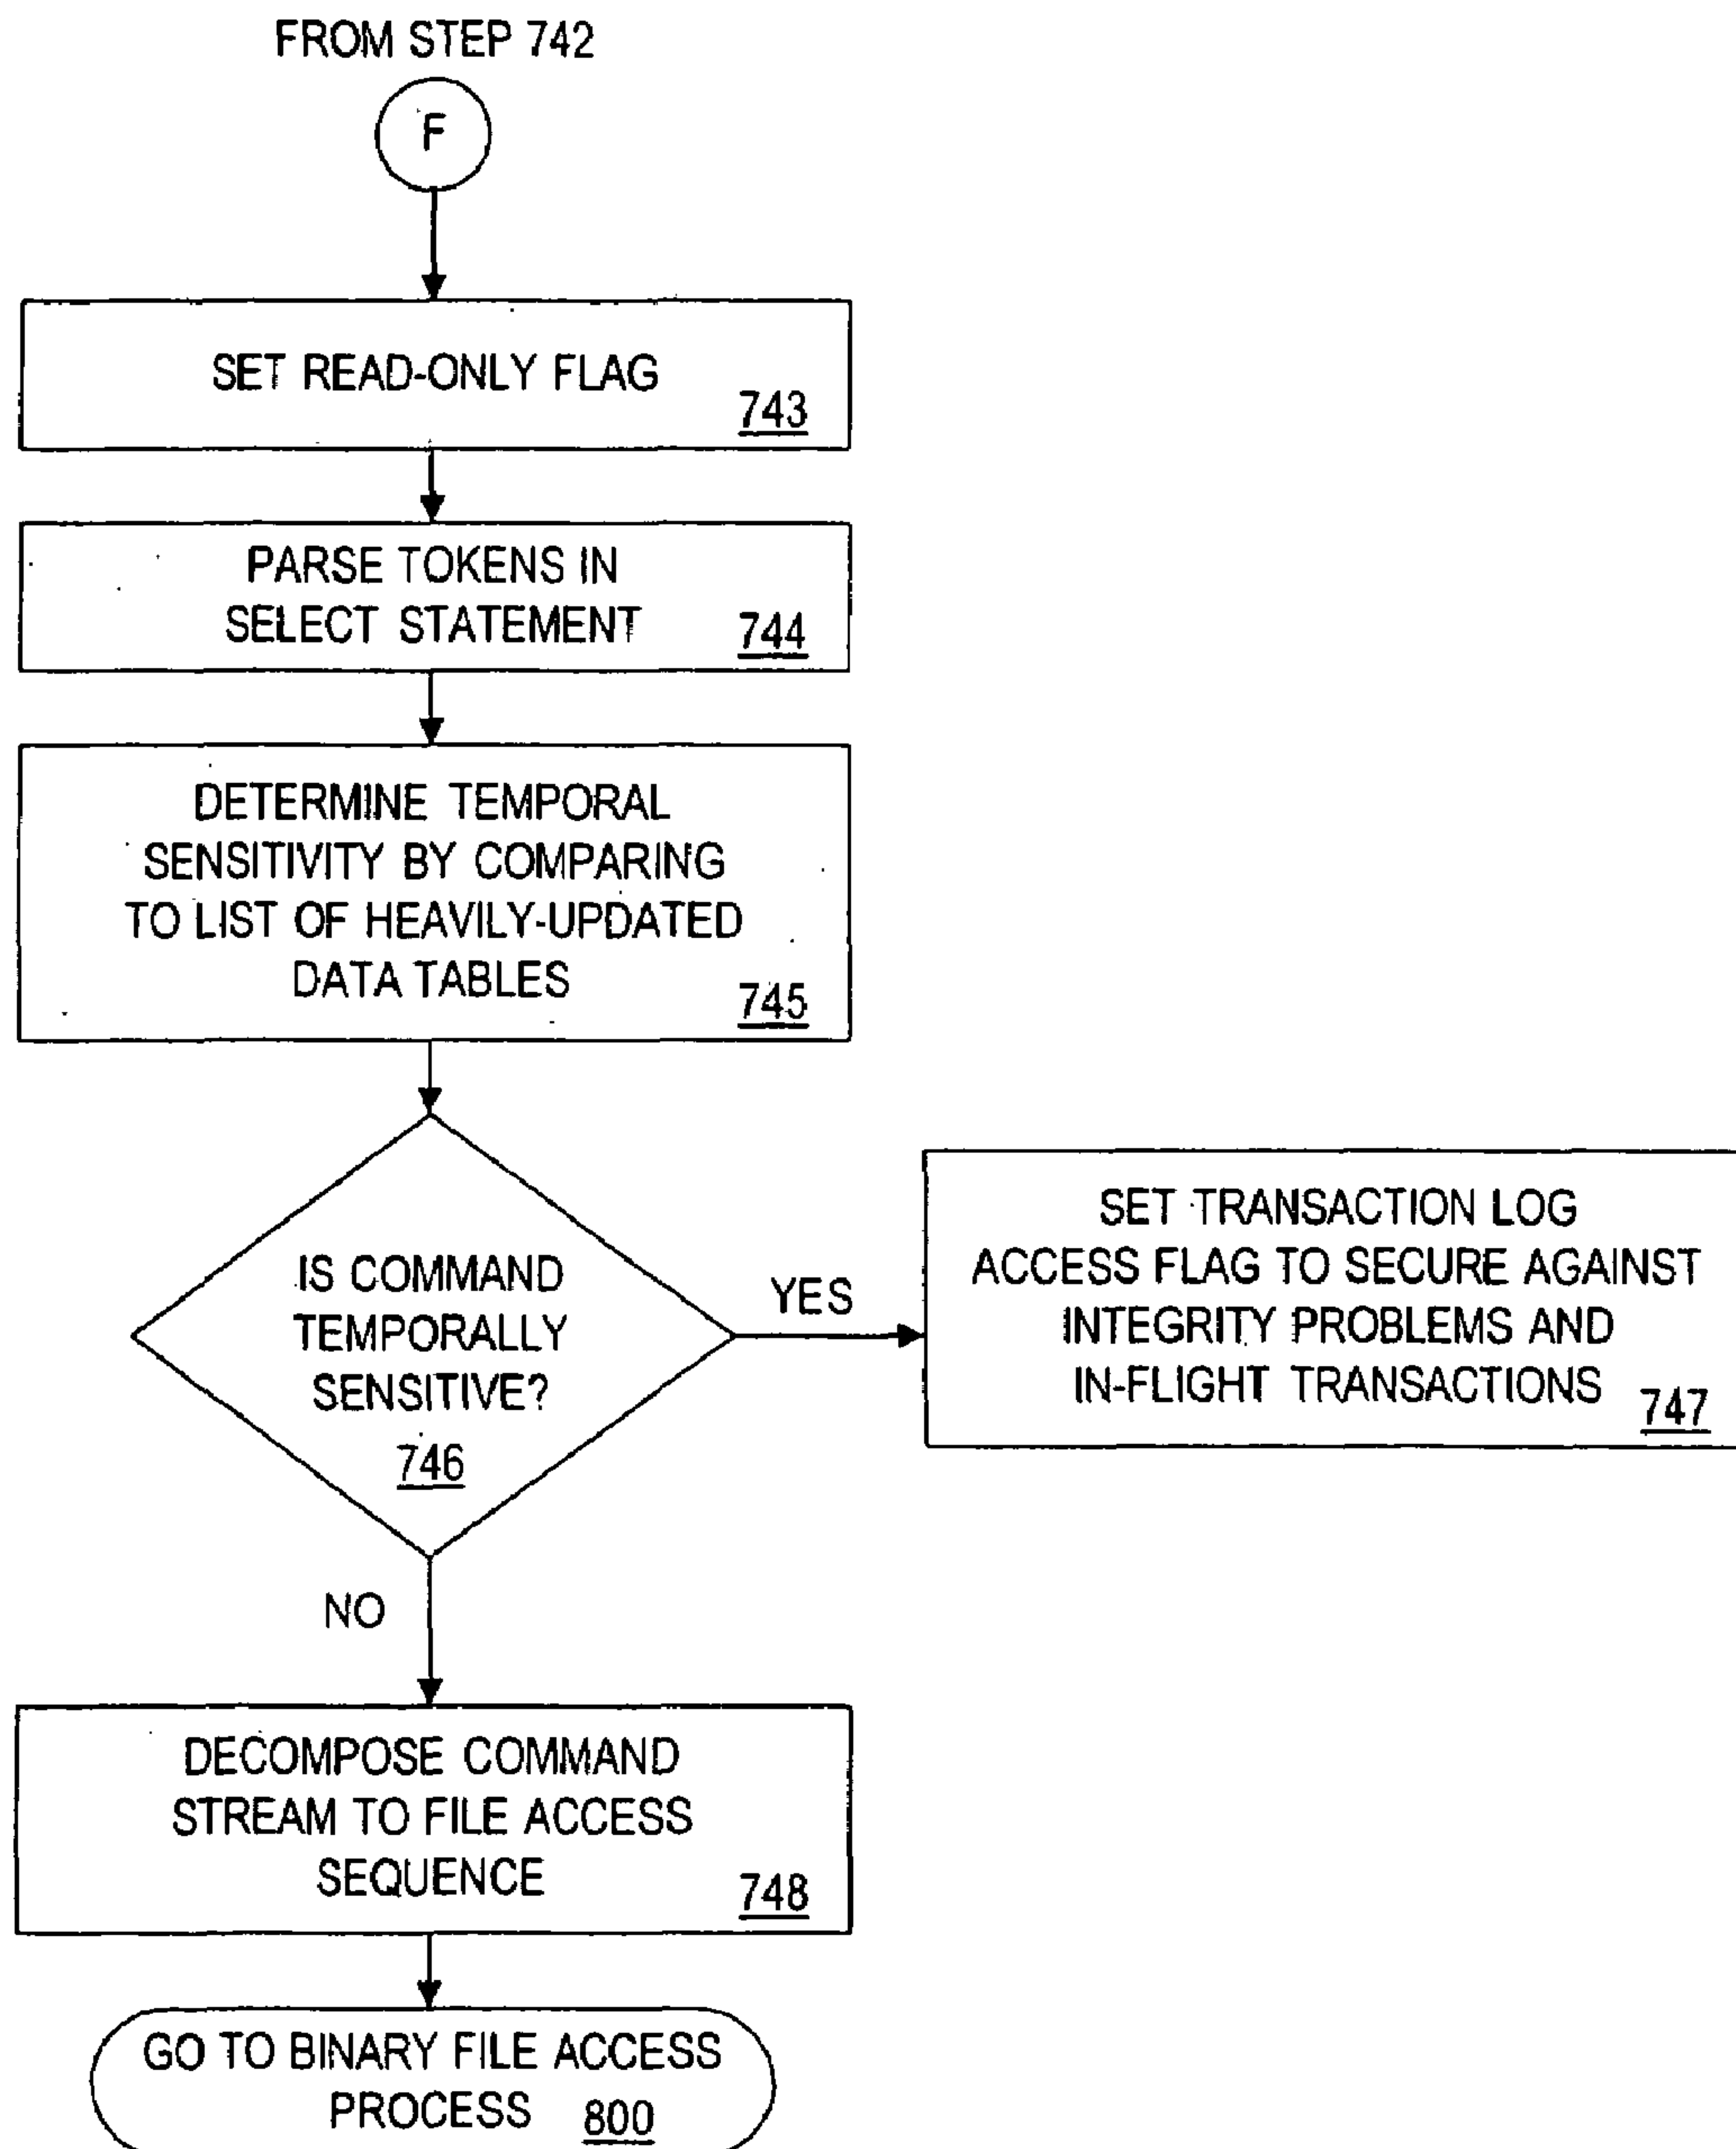 FROM STEP 742
F
SET READ-ONLY FLAG
743
PARSE TOKENS IN
SELECT STATEMENT
744
DETERMINE TEMPORAL
SENSITIVITY BY COMPARING
TO LIST OF HEAVILY-UPDATED
DATA TABLES
745
IS COMMAND
TEMPORALLY
SENSITIVE?
746
YES
SET TRANSACTION LOG
ACCESS FLAG TO SECURE AGAINST
INTEGRITY PROBLEMS AND
IN-FLIGHT TRANSACTIONS
747
NO
DECOMPOSE COMMAND
STREAM TO FILE ACCESS
SEQUENCE
748
GO TO BINARY FILE ACCESS
PROCESS 800